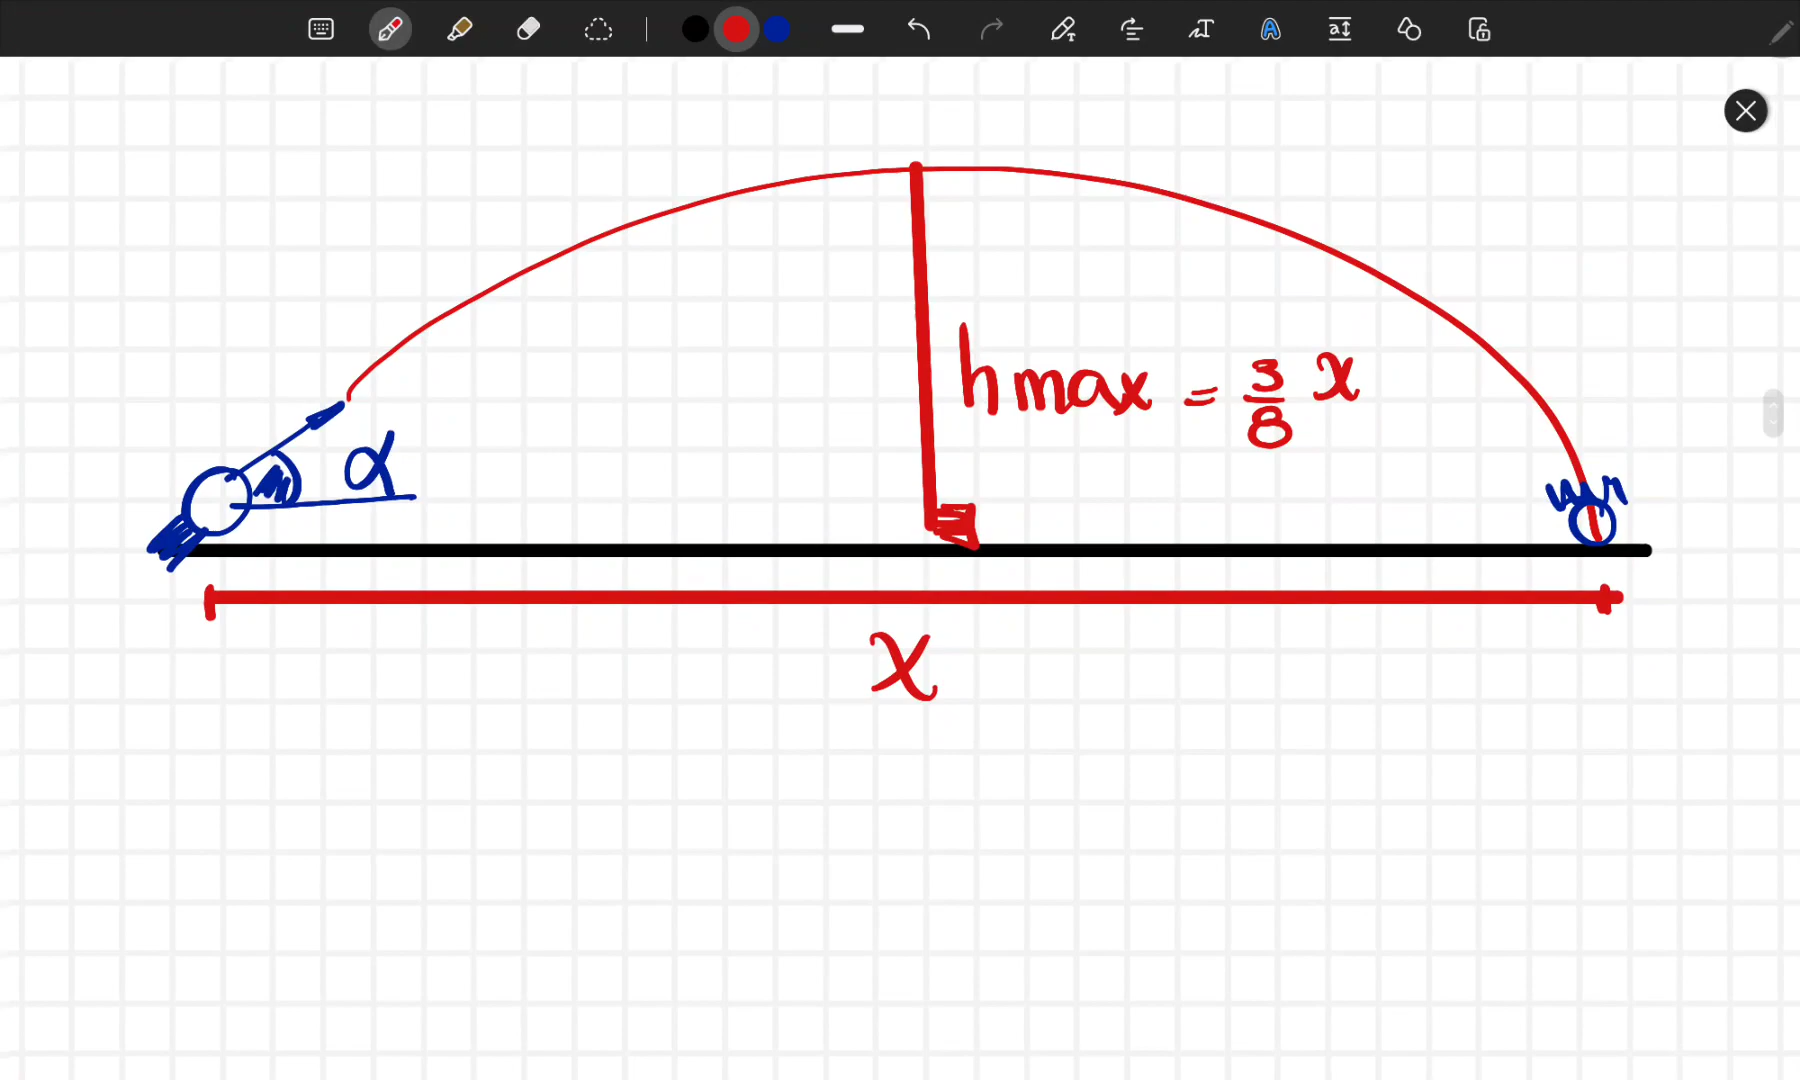 hmax = 3/8 x
α
x